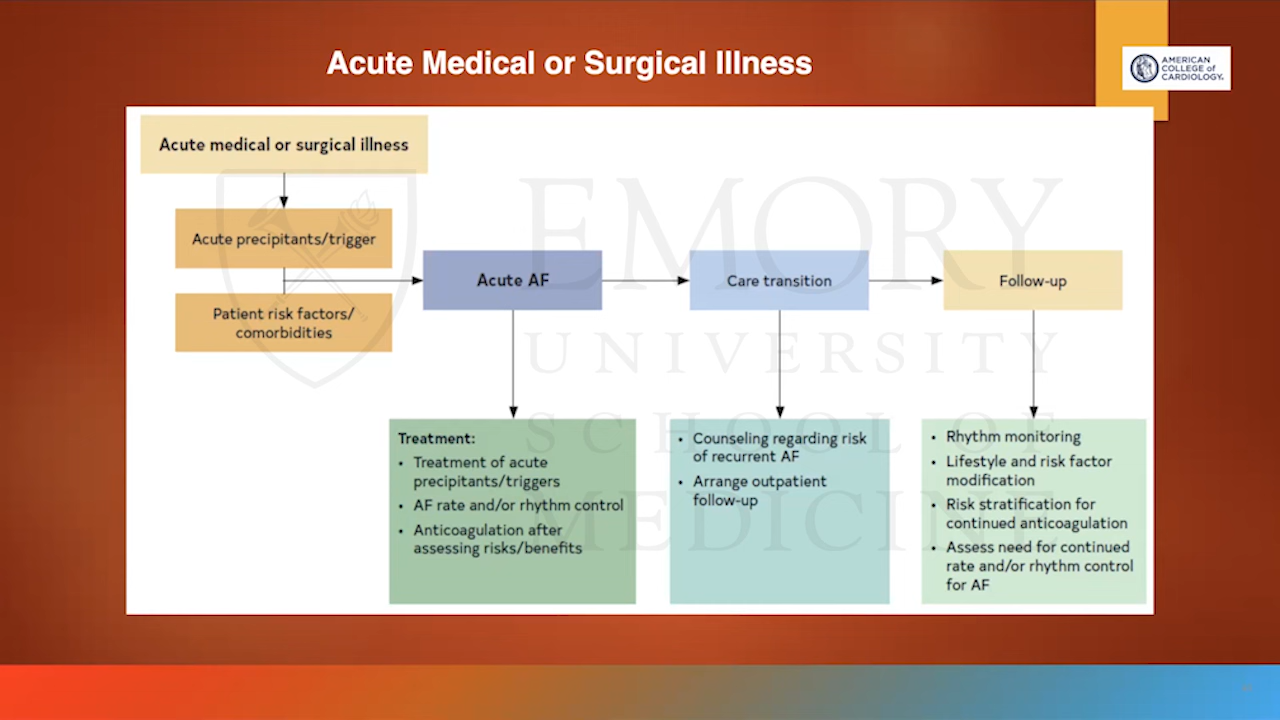 Acute Medical or Surgical Illness
AMERICAN
COLLEGE of
CARDIOLOGY.
Acute medical or surgical illness
Acute precipitants/trigger
Patient risk factors/
comorbidities
Acute AF
Care transition
Follow-up
Treatment:
• Treatment of acute
precipitants/triggers
• AF rate and/or rhythm control
• Anticoagulation after
assessing risks/benefits
• Counseling regarding risk
of recurrent AF
• Arrange outpatient
follow-up
• Rhythm monitoring
• Lifestyle and risk factor
modification
• Risk stratification for
continued anticoagulation
• Assess need for continued
rate and/or rhythm control
for AF
EMORY
UNIVERSITY
SCHOOL OF
MEDICINE